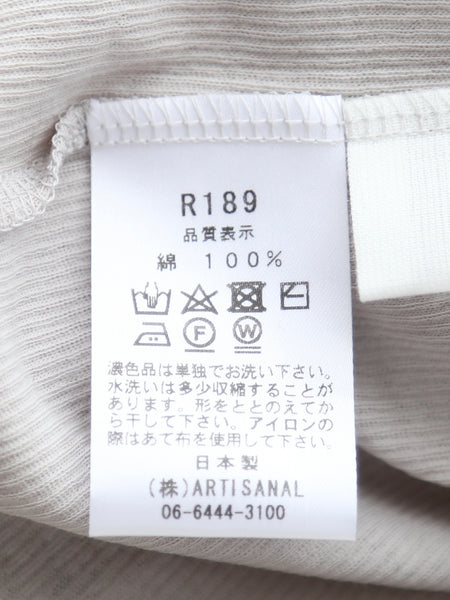 R189
品質表示
綿 100%
F
W
濃色品は単独でお洗い下さい。
水洗いは多少収縮することが
あります。形をととのえてか
ら干して下さい。アイロンの
際はあて布を使用して下さい。
日本製
(株)ARTISANAL
06-6444-3100